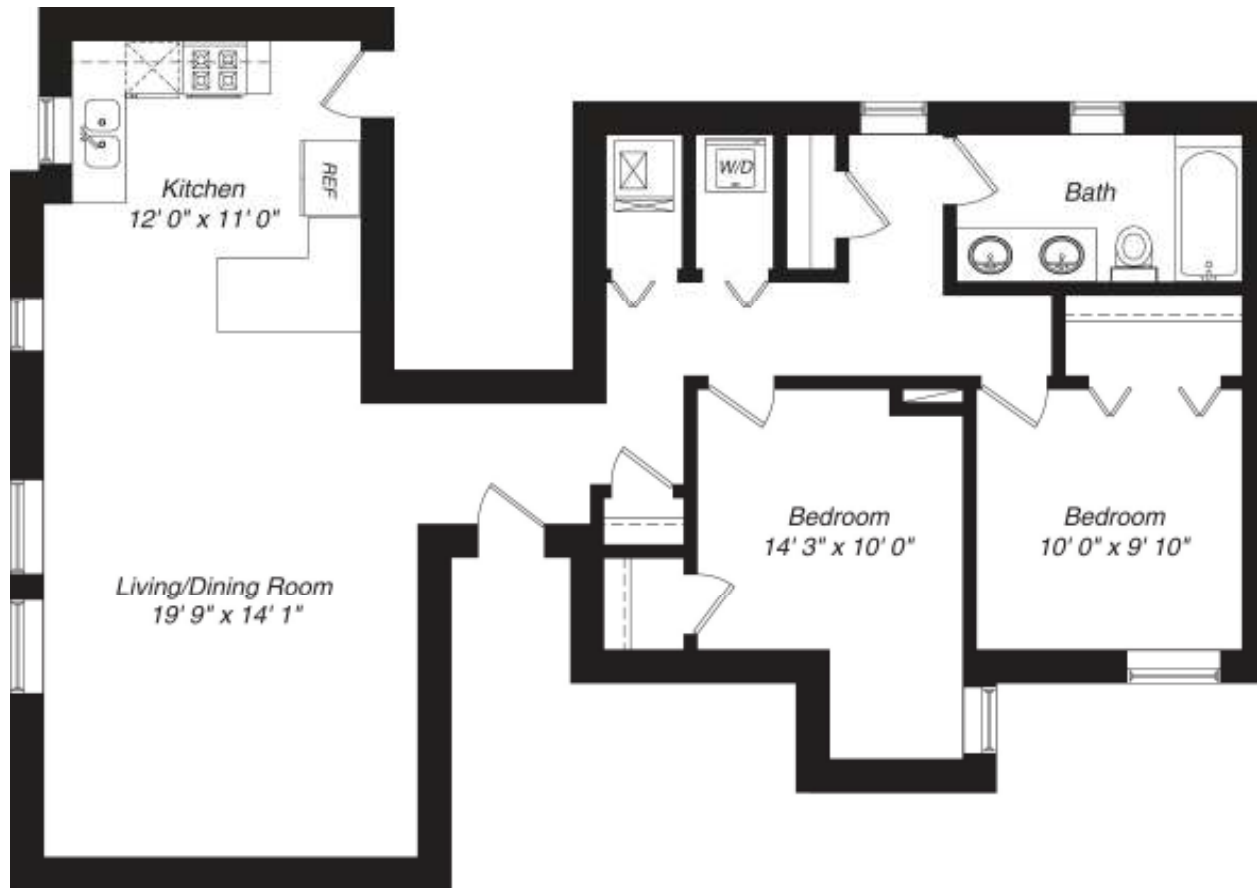 Kitchen
12' 0" x 11' 0"
REF
W/D
Bath
Bedroom
14' 3" x 10' 0"
Bedroom
10' 0" x 9' 10"
Living/Dining Room
19' 9" x 14' 1"